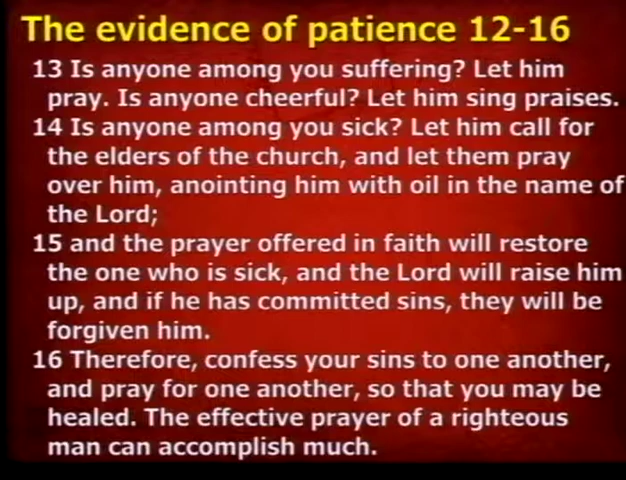 The evidence of patience 12-16
13 Is anyone among you suffering? Let him
pray. Is anyone cheerful? Let him sing praises.
14 Is anyone among you sick? Let him call for
the elders of the church, and let them pray
over him, anointing him with oil in the name of
the Lord;
15 and the prayer offered in faith will restore
the one who is sick, and the Lord will raise him
up, and if he has committed sins, they will be
forgiven him.
16 Therefore, confess your sins to one another,
and pray for one another, so that you may be
healed. The effective prayer of a righteous
man can accomplish much.